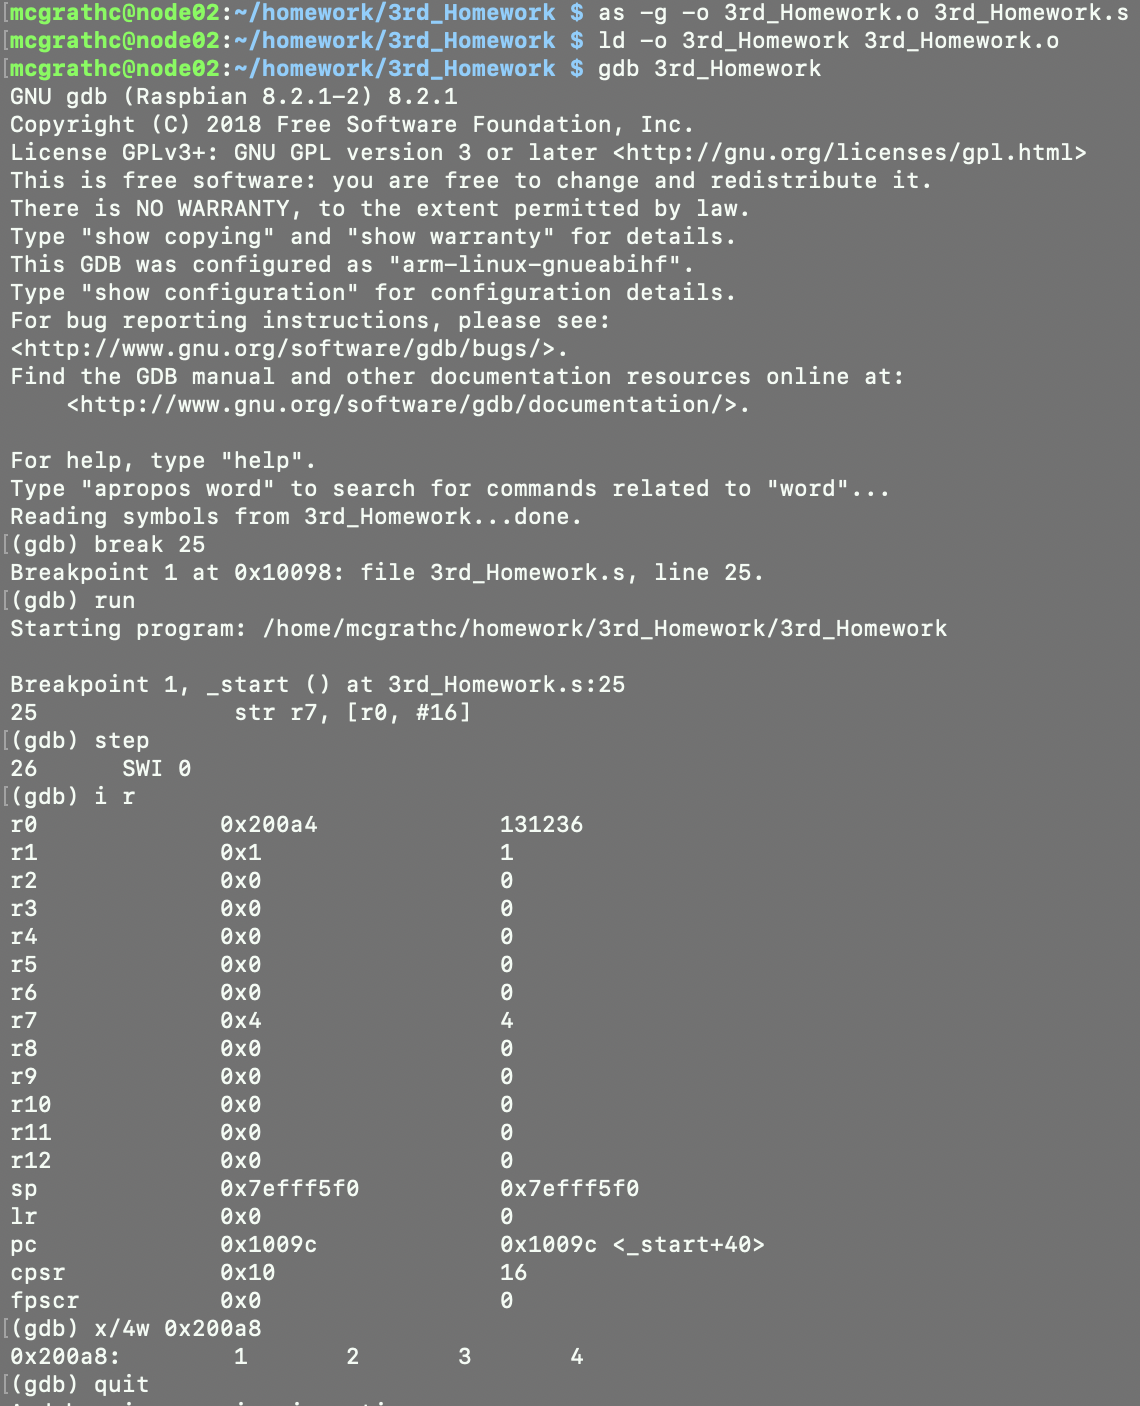 [mcgrathc@node02:~/homework/3rd_Homework $ as -g -o 3rd_Homework.o 3rd_Homework.s
[mcgrathc@node02:~/homework/3rd_Homework $ ld -o 3rd_Homework 3rd_Homework.o
[mcgrathc@node02:~/homework/3rd_Homework $ gdb 3rd_Homework
GNU gdb (Raspbian 8.2.1-2) 8.2.1
Copyright (C) 2018 Free Software Foundation, Inc.
License GPLv3+: GNU GPL version 3 or later <http://gnu.org/licenses/gpl.html>
This is free software: you are free to change and redistribute it.
There is NO WARRANTY, to the extent permitted by law.
Type "show copying" and "show warranty" for details.
This GDB was configured as "arm-linux-gnueabihf".
Type "show configuration" for configuration details.
For bug reporting instructions, please see:
<http://www.gnu.org/software/gdb/bugs/>.
Find the GDB manual and other documentation resources online at:
    <http://www.gnu.org/software/gdb/documentation/>.

For help, type "help".
Type "apropos word" to search for commands related to "word"...
Reading symbols from 3rd_Homework...done.
[(gdb) break 25
Breakpoint 1 at 0x10098: file 3rd_Homework.s, line 25.
[(gdb) run
Starting program: /home/mcgrathc/homework/3rd_Homework/3rd_Homework

Breakpoint 1, _start () at 3rd_Homework.s:25
25              str r7, [r0, #16]
[(gdb) step
26      SWI 0
[(gdb) i r
r0             0x200a4             131236
r1             0x1                 1
r2             0x0                 0
r3             0x0                 0
r4             0x0                 0
r5             0x0                 0
r6             0x0                 0
r7             0x4                 4
r8             0x0                 0
r9             0x0                 0
r10            0x0                 0
r11            0x0                 0
r12            0x0                 0
sp             0x7efff5f0          0x7efff5f0
lr             0x0                 0
pc             0x1009c             0x1009c <_start+40>
cpsr           0x10                16
fpscr          0x0                 0
[(gdb) x/4w 0x200a8
0x200a8:        1       2       3       4
[(gdb) quit